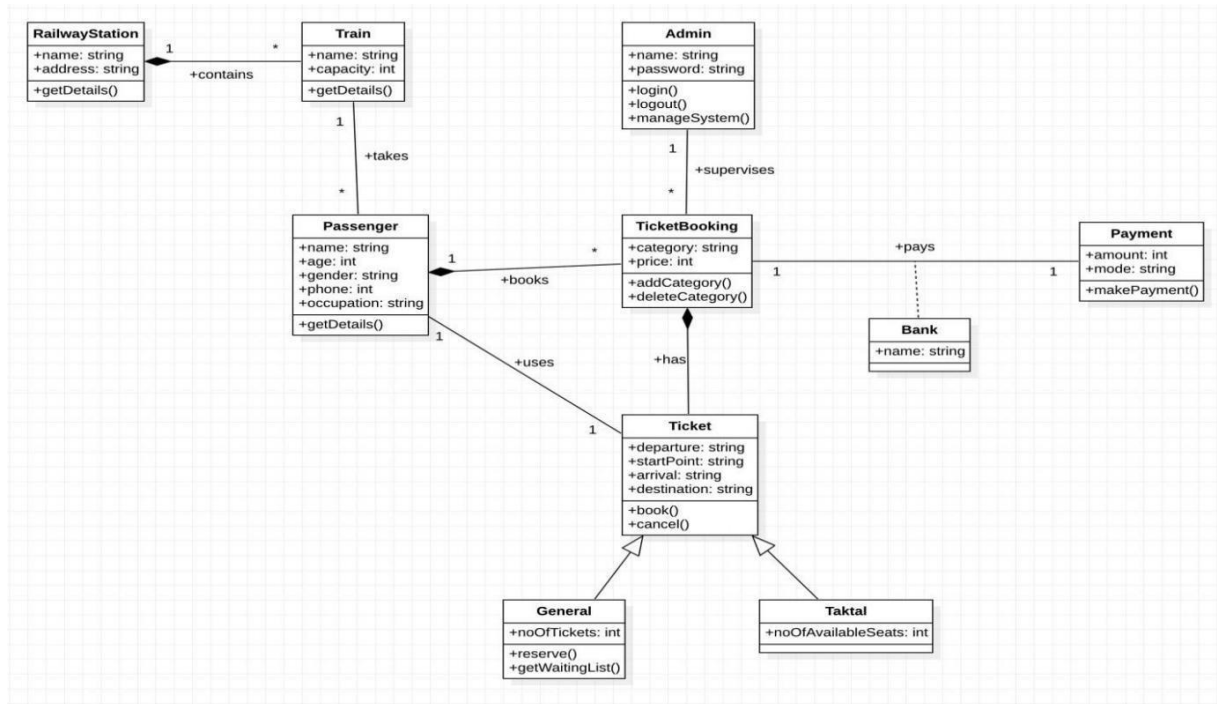 RailwayStation
+name: string
+address: string
+getDetails()
1
*
+contains
Train
+name: string
+capacity: int
+getDetails()
Admin
+name: string
+password: string
+login()
+logout()
+manageSystem()
1
+takes
*
1
+supervises
*
Passenger
+name: string
+age: int
+gender: string
+phone: int
+occupation: string
+getDetails()
1
*
+books
TicketBooking
+category: string
+price: int
+addCategory()
+deleteCategory()
+pays
1
1
Payment
+amount: int
+mode: string
+makePayment()
Bank
+name: string
1
+uses
1
+has
Ticket
+departure: string
+startPoint: string
+arrival: string
+destination: string
+book()
+cancel()
General
+noOfTickets: int
+reserve()
+getWaitingList()
Taktal
+noOfAvailableSeats: int